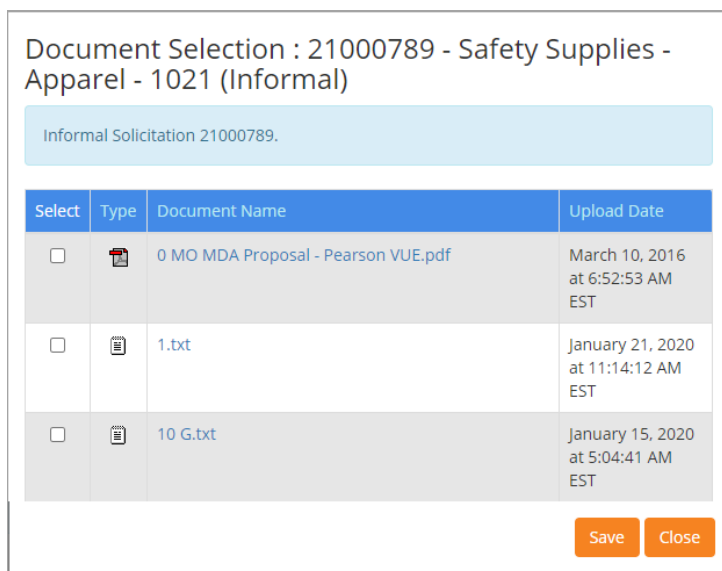 Document Selection : 21000789 - Safety Supplies -
Apparel - 1021 (Informal)
Informal Solicitation 21000789.
Select Type Document Name Upload Date
0 MO MDA Proposal - Pearson VUE.pdf March 10, 2016
at 6:52:53 AM
EST
1.txt January 21, 2020
at 11:14:12 AM
EST
10 G.txt January 15, 2020
at 5:04:41 AM
EST
Save Close